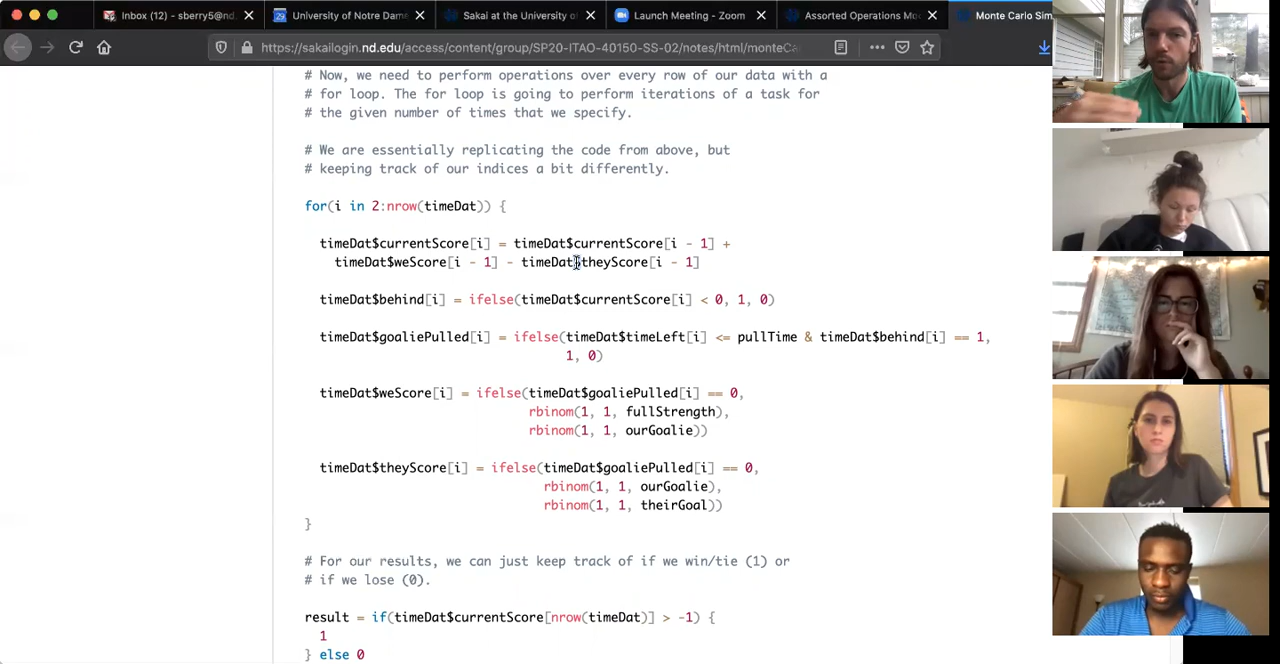 Inbox (12) - sberry5@nd.
University of Notre Dame
Sakai at the University of
Launch Meeting - Zoom
Assorted Operations Mo
Monte Carlo Sim
https://sakailogin.nd.edu/access/content/group/SP20-ITAO-40150-SS-02/notes/html/monteCa
# Now, we need to perform operations over every row of our data with a
# for loop. The for loop is going to perform iterations of a task for
# the given number of times that we specify.
# We are essentially replicating the code from above, but
# keeping track of our indices a bit differently.
for(i in 2:nrow(timeDat)) {
timeDat$currentScore[i] = timeDat$currentScore[i - 1] +
timeDat$weScore[i - 1] - timeDat$theyScore[i - 1]
timeDat$behind[i] = ifelse(timeDat$currentScore[i] < 0, 1, 0)
timeDat$goaliePulled[i] = ifelse(timeDat$timeLeft[i] <= pullTime & timeDat$behind[i] == 1,
1, 0)
timeDat$weScore[i] = ifelse(timeDat$goaliePulled[i] == 0,
rbinom(1, 1, fullStrength),
rbinom(1, 1, ourGoalie))
timeDat$theyScore[i] = ifelse(timeDat$goaliePulled[i] == 0,
rbinom(1, 1, ourGoalie),
rbinom(1, 1, theirGoal))
}
# For our results, we can just keep track of if we win/tie (1) or
# if we lose (0).
result = if(timeDat$currentScore[nrow(timeDat)] > -1) {
1
} else 0